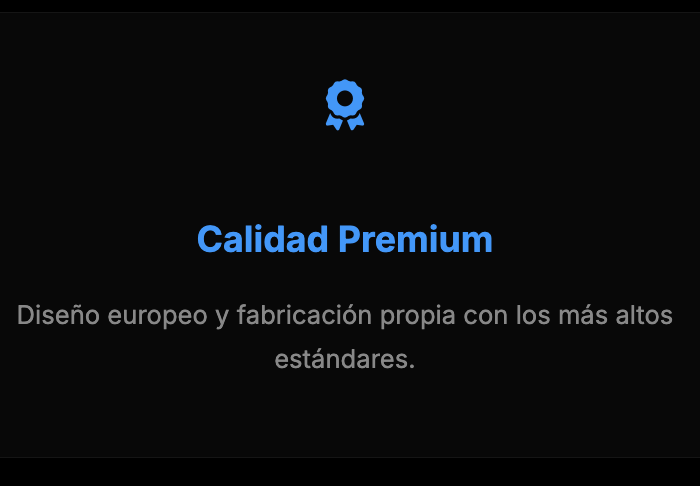 Calidad Premium
Diseño europeo y fabricación propia con los más altos
estándares.